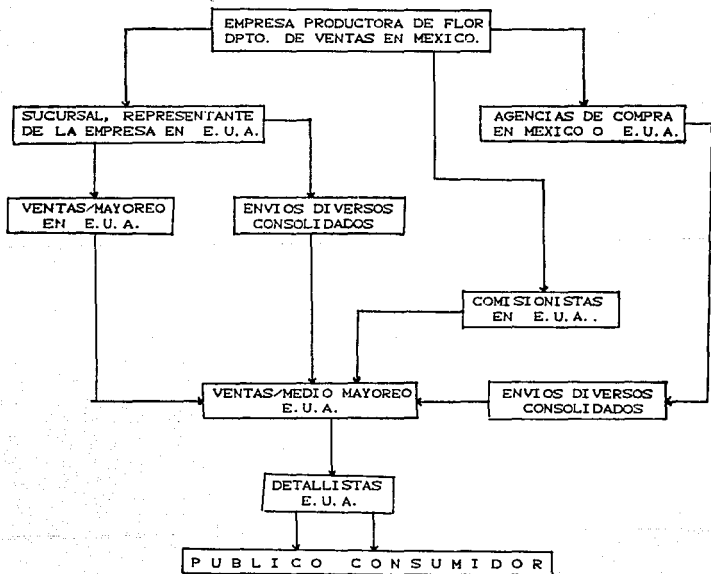 EMPRESA PRODUCTORA DE FLOR
DPTO. DE VENTAS EN MEXICO.
SUCURSAL, REPRESENTANTE
DE LA EMPRESA EN E.U.A.
AGENCIAS DE COMPRA
EN MEXICO O E.U.A.
VENTAS/MAYOREO
EN E.U.A.
ENVIOS DIVERSOS
CONSOLIDADOS
COMISIONISTAS
EN E.U.A..
VENTAS/MEDIO MAYOREO
E.U.A.
ENVIOS DIVERSOS
CONSOLIDADOS
DETALLISTAS
E.U.A.
PUBLICO CONSUMIDOR